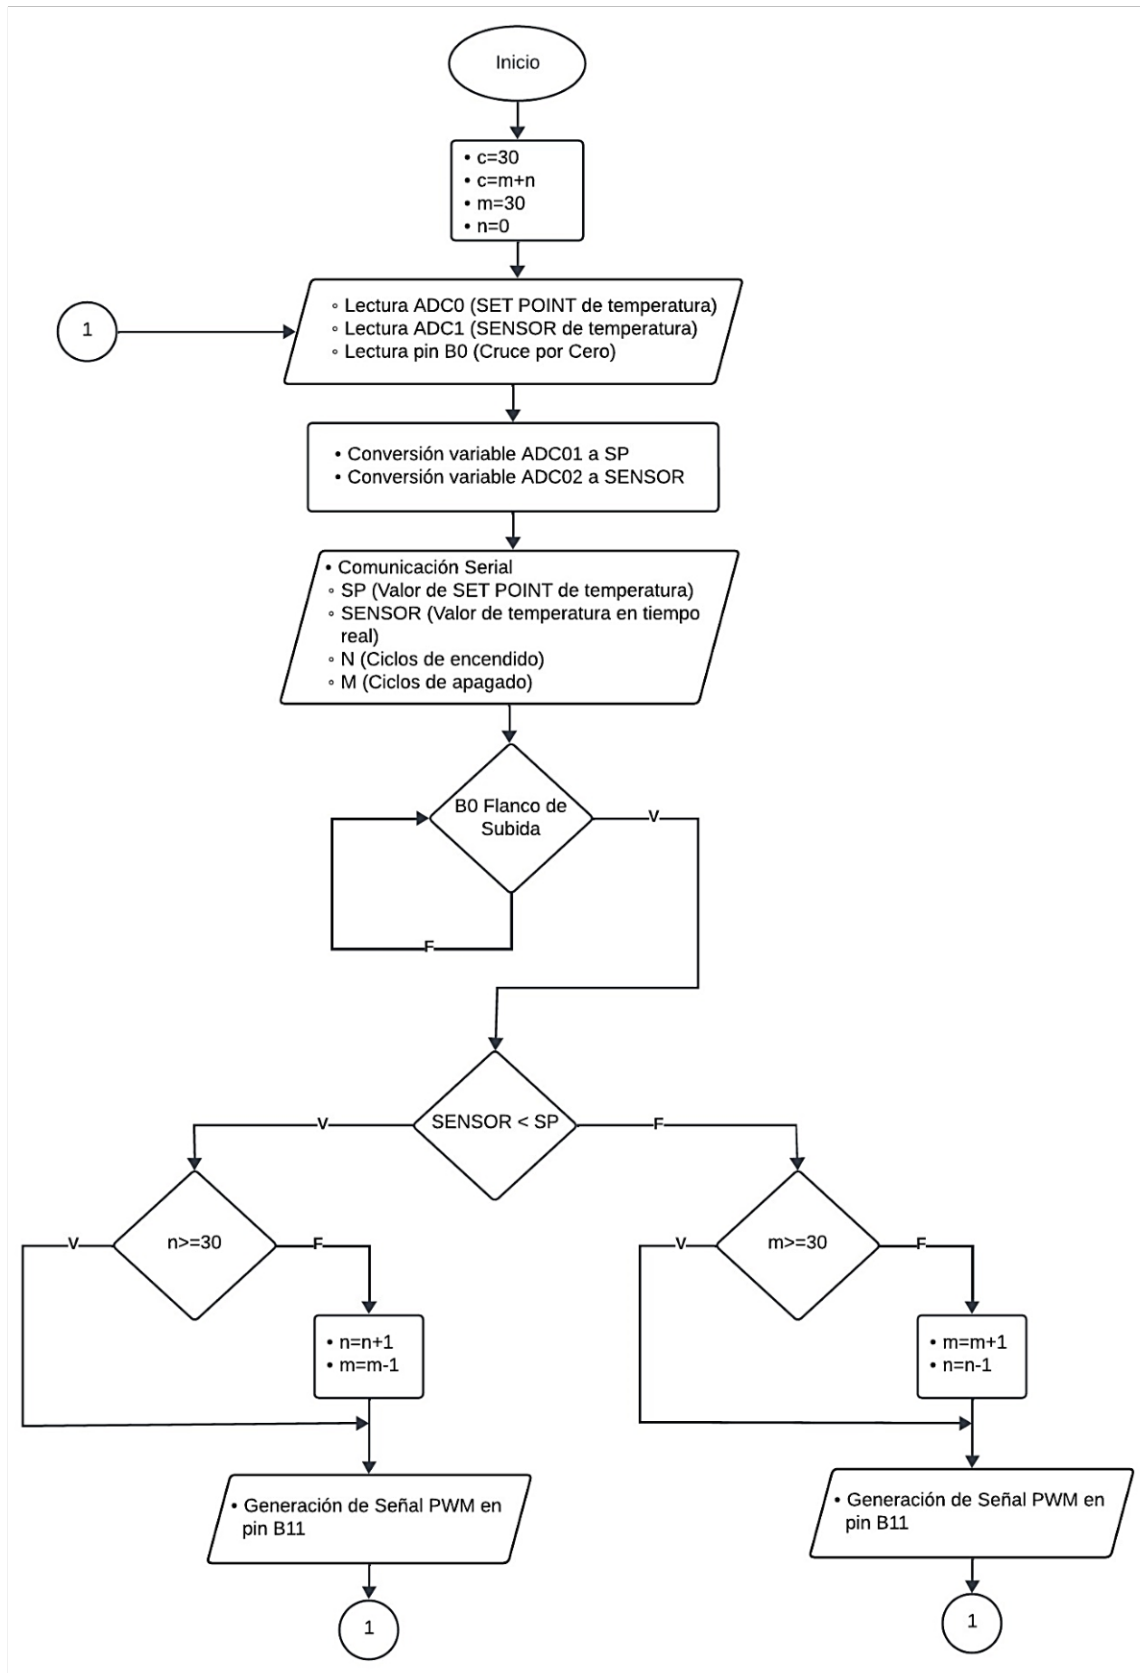 Inicio
• c=30
• c=m+n
• m=30
• n=0
1
◦ Lectura ADC0 (SET POINT de temperatura)
◦ Lectura ADC1 (SENSOR de temperatura)
◦ Lectura pin B0 (Cruce por Cero)
• Conversión variable ADC01 a SP
• Conversión variable ADC02 a SENSOR
• Comunicación Serial
◦ SP (Valor de SET POINT de temperatura)
◦ SENSOR (Valor de temperatura en tiempo
real)
◦ N (Ciclos de encendido)
◦ M (Ciclos de apagado)
B0 Flanco de
Subida
V
F
SENSOR < SP
V
F
n>=30
V
F
• n=n+1
• m=m-1
• Generación de Señal PWM en
pin B11
1
m>=30
V
F
• m=m+1
• n=n-1
• Generación de Señal PWM en
pin B11
1